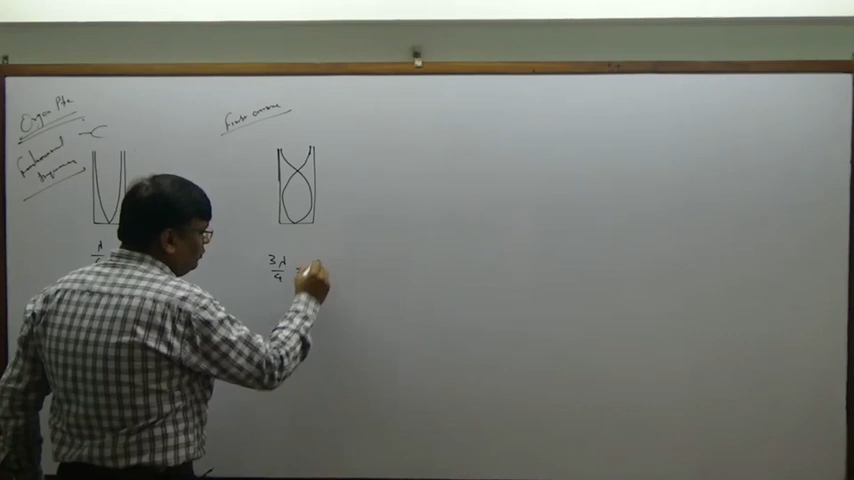 Organ Pipe
Fundamental
frequency
First overtone
λ
3λ
4
=